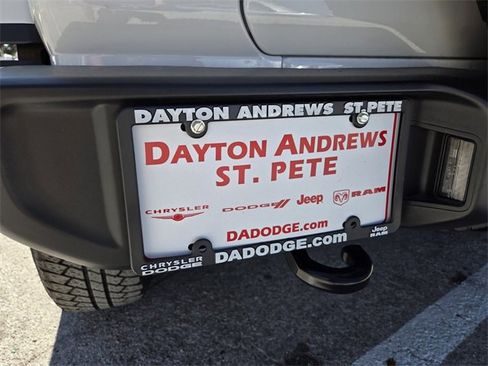 DAYTON ANDREWS ST. PETE
DAYTON ANDREWS
ST. PETE
CHRYSLER DODGE Jeep RAM
DADODGE.com
CHRYSLER DODGE DADODGE.com Jeep RAM